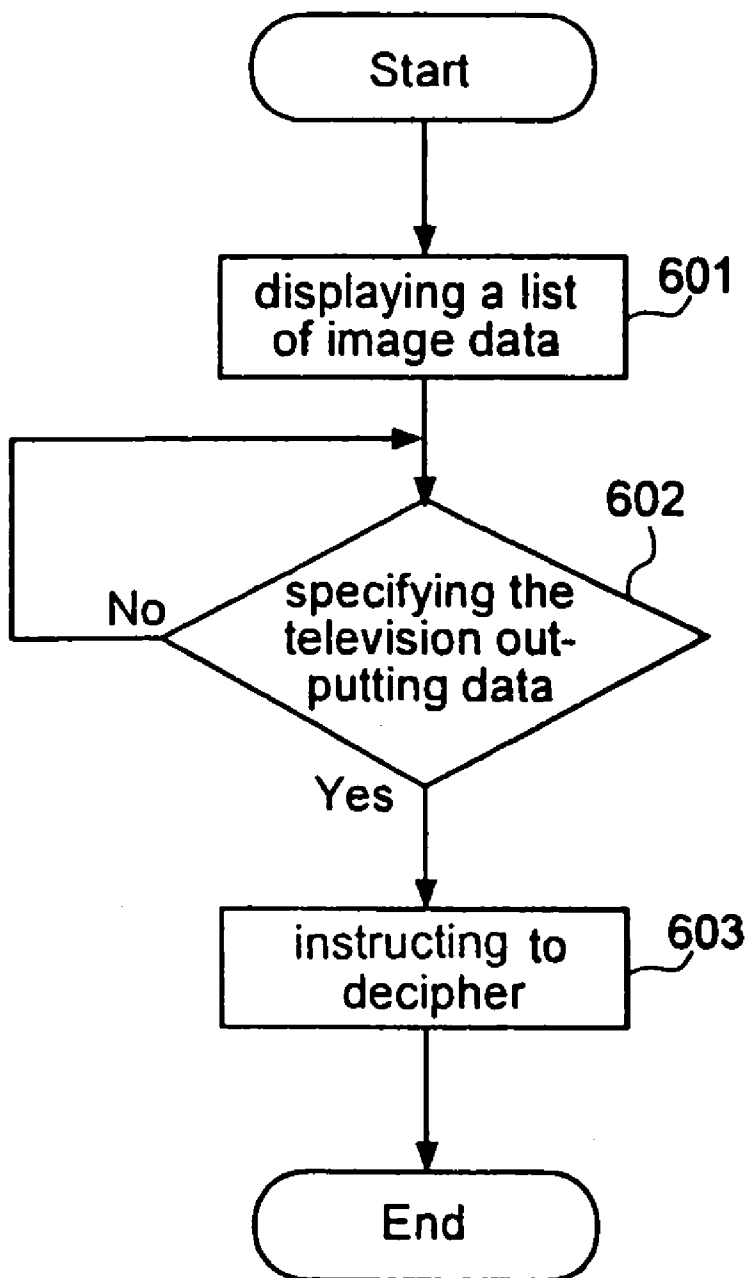 Start
displaying a list
of image data
601
602
specifying the
television out-
putting data
No
Yes
instructing to
decipher
603
End